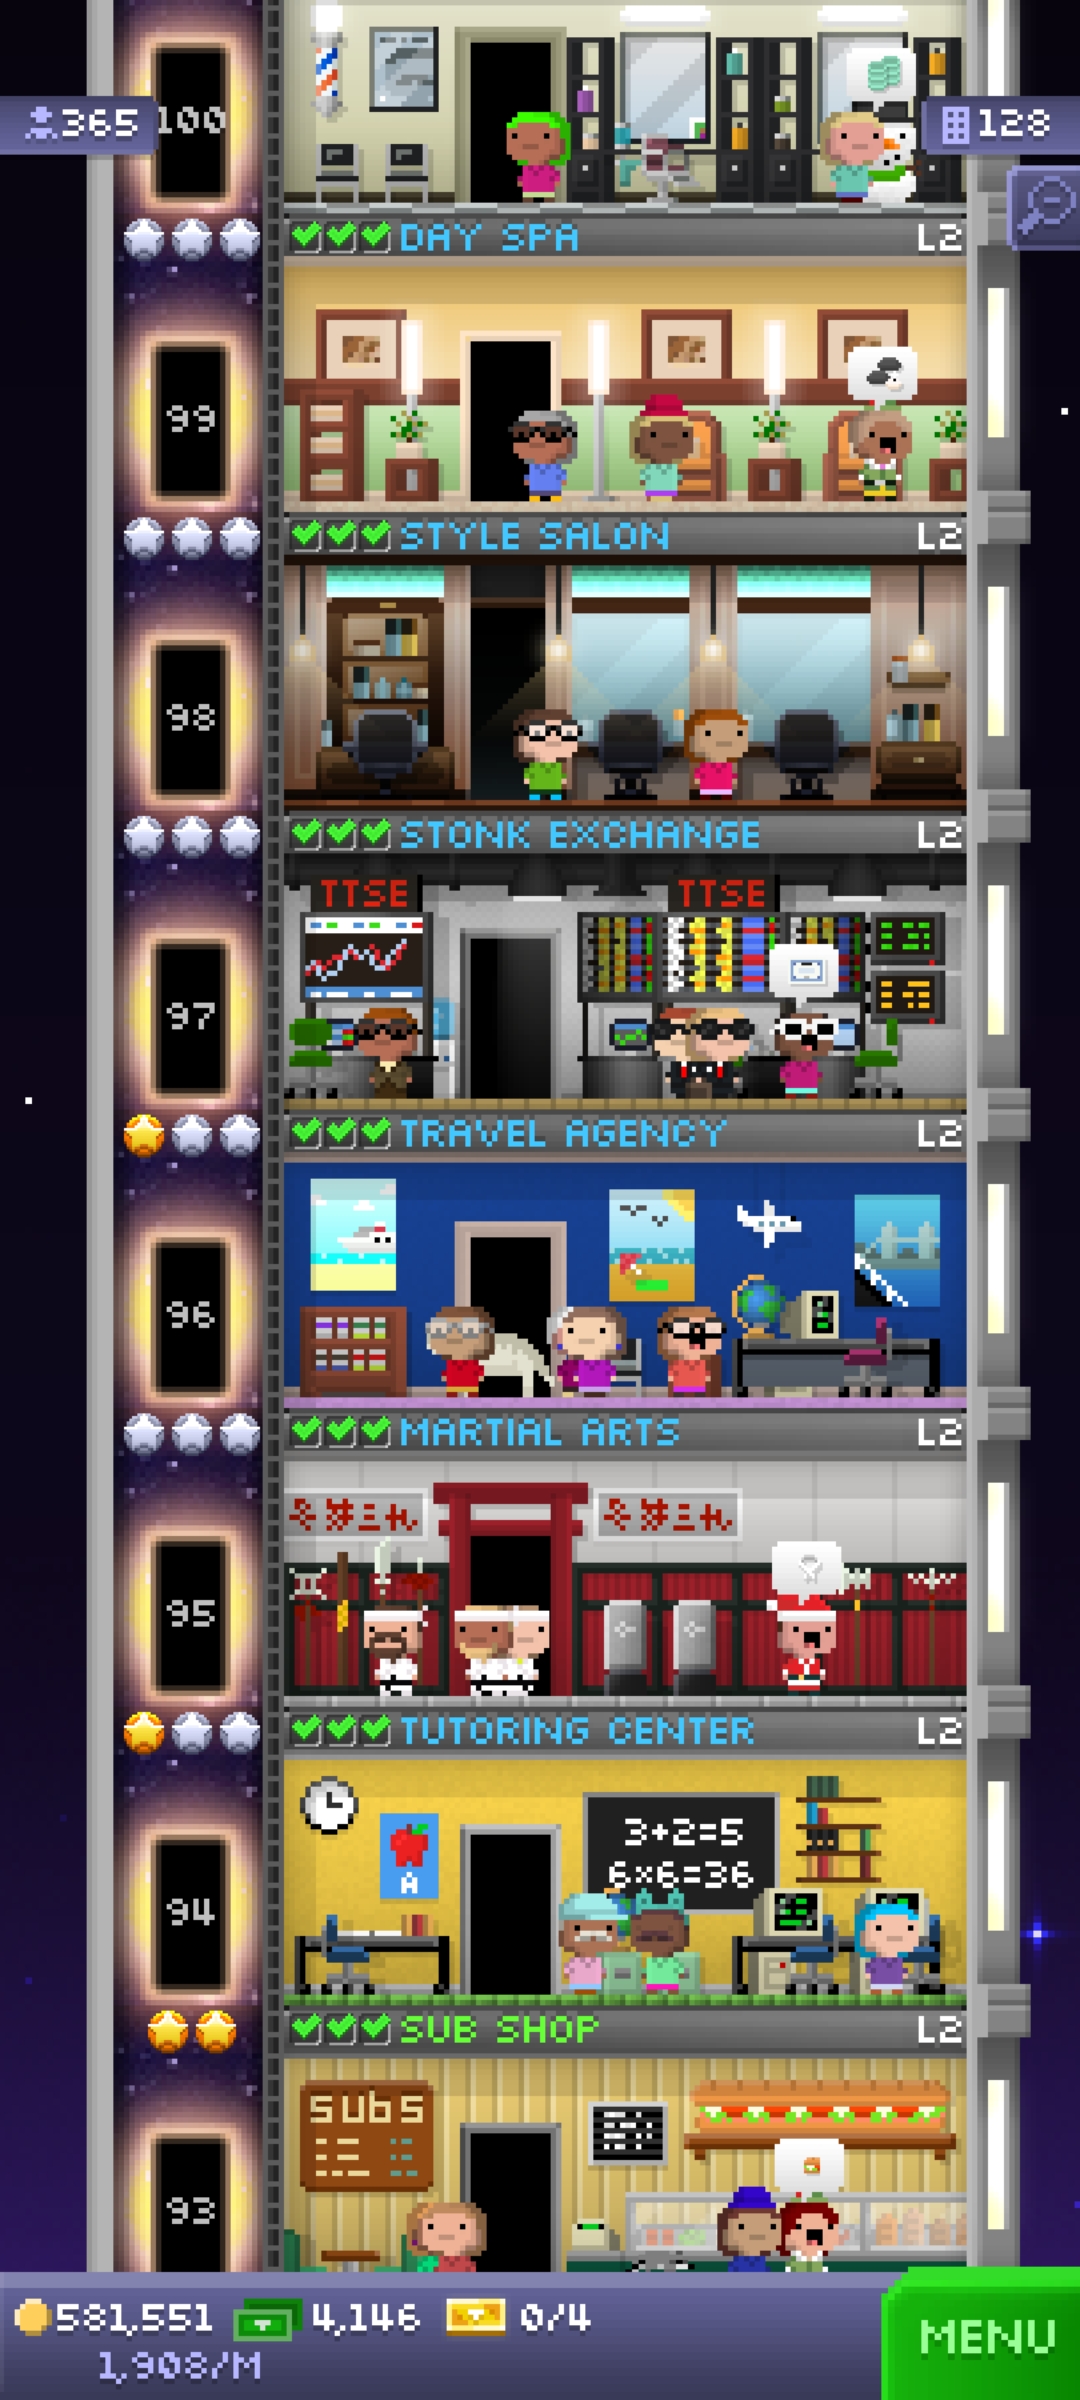 365
100
128
DAY SPA
L2
99
STYLE SALON
L2
98
STONK EXCHANGE
L2
TTSE
TTSE
97
TRAVEL AGENCY
L2
96
MARTIAL ARTS
L2
95
TUTORING CENTER
L2
3+2=5
6×6=36
A
94
SUB SHOP
L2
SUBS
93
581,551
4,146
0/4
1,908/M
MENU